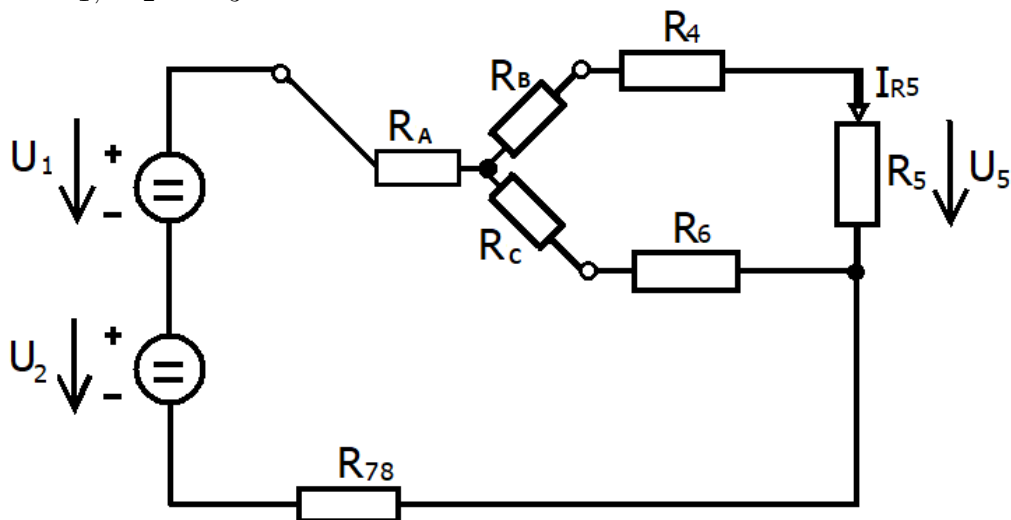 R4
RB
IR5
RA
U1
+
=
-
R5
U5
RC
R6
+
U2
=
-
R78